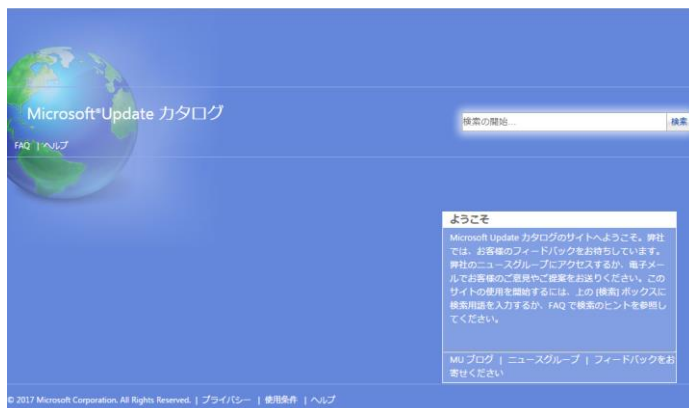 Microsoft®Update カタログ
検索の開始...
検索
FAQ | ヘルプ
ようこそ
Microsoft Update カタログのサイトへようこそ。弊社
では、お客様のフィードバックをお待ちしています。
弊社のニュースグループにアクセスするか、電子メー
ルでお客様のご意見やご提案をお送りください。この
サイトの使用を開始するには、上の [検索] ボックスに
検索用語を入力するか、FAQ で検索のヒントを参照し
てください。
MU ブログ | ニュースグループ | フィードバックをお
寄せください
© 2017 Microsoft Corporation. All Rights Reserved. | プライバシー | 使用条件 | ヘルプ